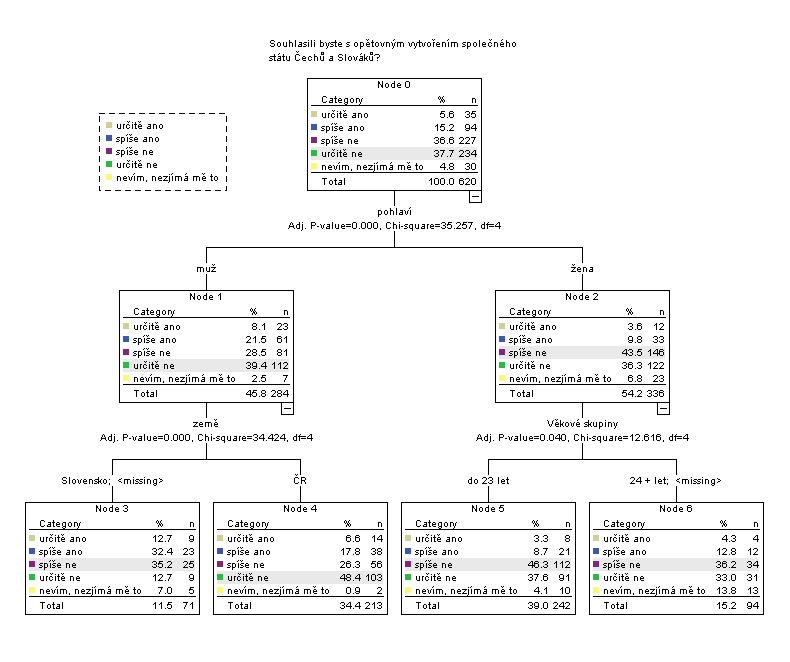 Souhlasili byste s opětovným vytvořením společného
státu Čechů a Slováků?
určitě ano
spíše ano
spíše ne
určitě ne
nevím, nezjímá mě to
Node 0
Category % n
určitě ano 5.6 35
spíše ano 15.2 94
spíše ne 36.6 227
určitě ne 37.7 234
nevím, nezjímá mě to 4.8 30
Total 100.0 620
pohlaví
Adj. P-value=0.000, Chi-square=35.257, df=4
muž
žena
Node 1
Category % n
určitě ano 8.1 23
spíše ano 21.5 61
spíše ne 28.5 81
určitě ne 39.4 112
nevím, nezjímá mě to 2.5 7
Total 45.8 284
Node 2
Category % n
určitě ano 3.6 12
spíše ano 9.8 33
spíše ne 43.5 146
určitě ne 36.3 122
nevím, nezjímá mě to 6.8 23
Total 54.2 336
země
Adj. P-value=0.000, Chi-square=34.424, df=4
Věkové skupiny
Adj. P-value=0.040, Chi-square=12.616, df=4
Slovensko; <missing>
ČR
do 23 let
24 + let; <missing>
Node 3
Category % n
určitě ano 12.7 9
spíše ano 32.4 23
spíše ne 35.2 25
určitě ne 12.7 9
nevím, nezjímá mě to 7.0 5
Total 11.5 71
Node 4
Category % n
určitě ano 6.6 14
spíše ano 17.8 38
spíše ne 26.3 56
určitě ne 48.4 103
nevím, nezjímá mě to 0.9 2
Total 34.4 213
Node 5
Category % n
určitě ano 3.3 8
spíše ano 8.7 21
spíše ne 46.3 112
určitě ne 37.6 91
nevím, nezjímá mě to 4.1 10
Total 39.0 242
Node 6
Category % n
určitě ano 4.3 4
spíše ano 12.8 12
spíše ne 36.2 34
určitě ne 33.0 31
nevím, nezjímá mě to 13.8 13
Total 15.2 94